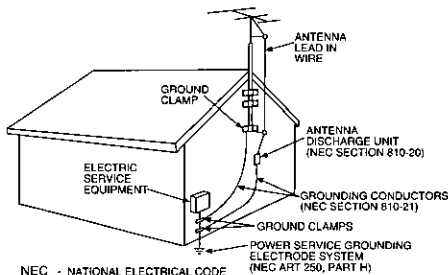 ANTENNA
LEAD IN
WIRE
GROUND
CLAMP
ANTENNA
DISCHARGE UNIT
(NEC SECTION 810-20)
ELECTRIC
SERVICE
EQUIPMENT
GROUNDING CONDUCTORS
(NEC SECTION 810-21)
GROUND CLAMPS
POWER SERVICE GROUNDING
ELECTRODE SYSTEM
(NEC ART 250, PART H)
NEC - NATIONAL ELECTRICAL CODE